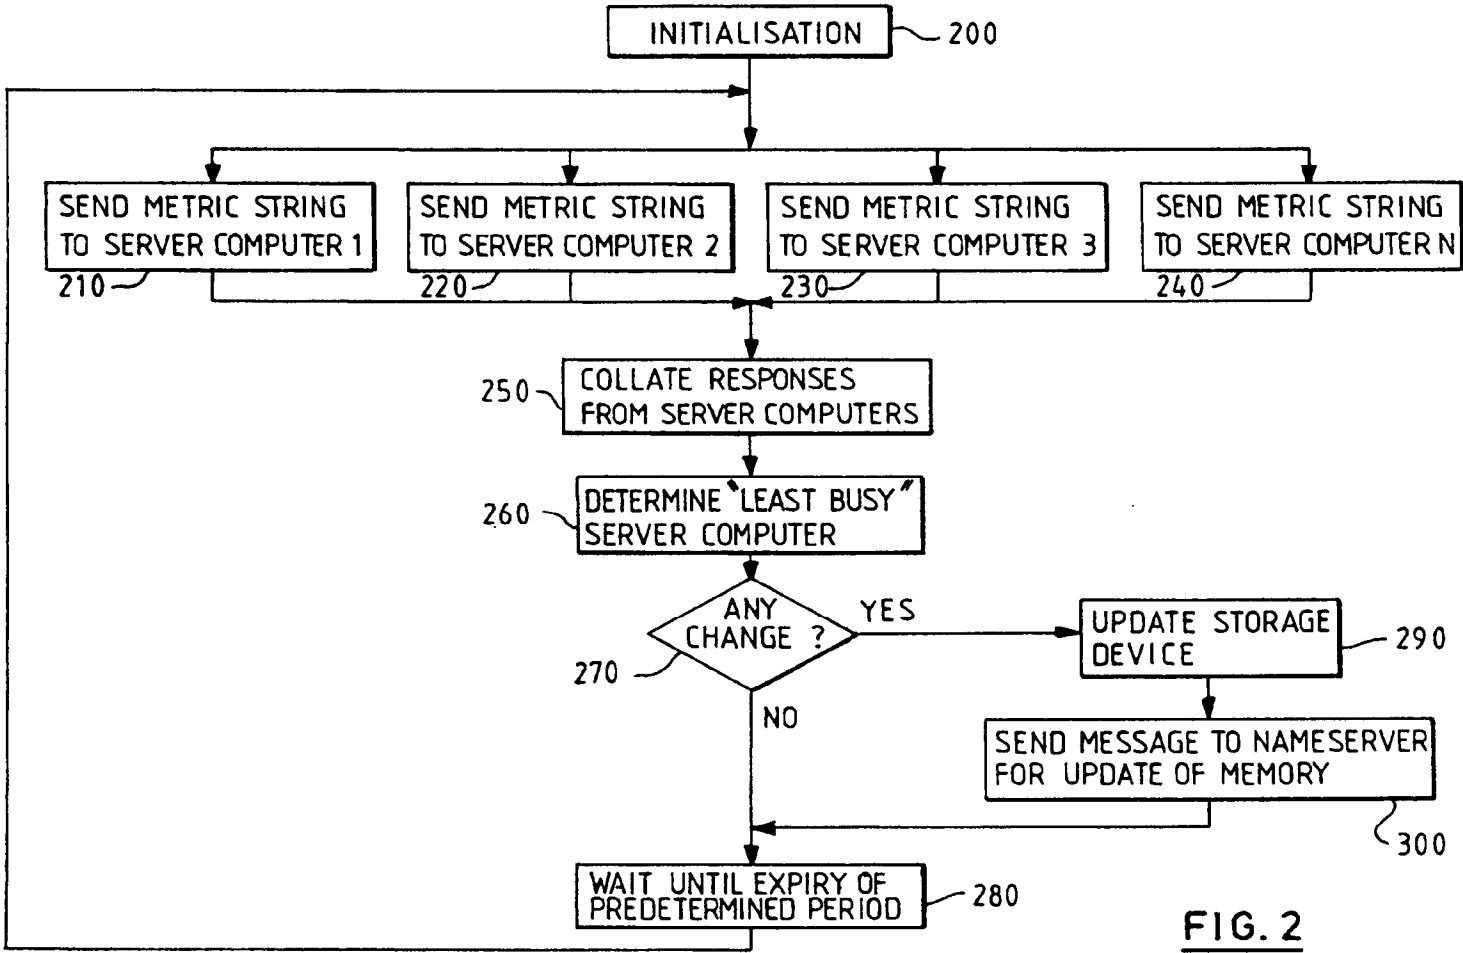 INITIALISATION
200
SEND METRIC STRING
TO SERVER COMPUTER 1
210
SEND METRIC STRING
TO SERVER COMPUTER 2
220
SEND METRIC STRING
TO SERVER COMPUTER 3
230
SEND METRIC STRING
TO SERVER COMPUTER N
240
250
COLLATE RESPONSES
FROM SERVER COMPUTERS
260
DETERMINE "LEAST BUSY"
SERVER COMPUTER
ANY
CHANGE ?
270
YES
NO
UPDATE STORAGE
DEVICE
290
SEND MESSAGE TO NAMESERVER
FOR UPDATE OF MEMORY
300
WAIT UNTIL EXPIRY OF
PREDETERMINED PERIOD
280
FIG. 2